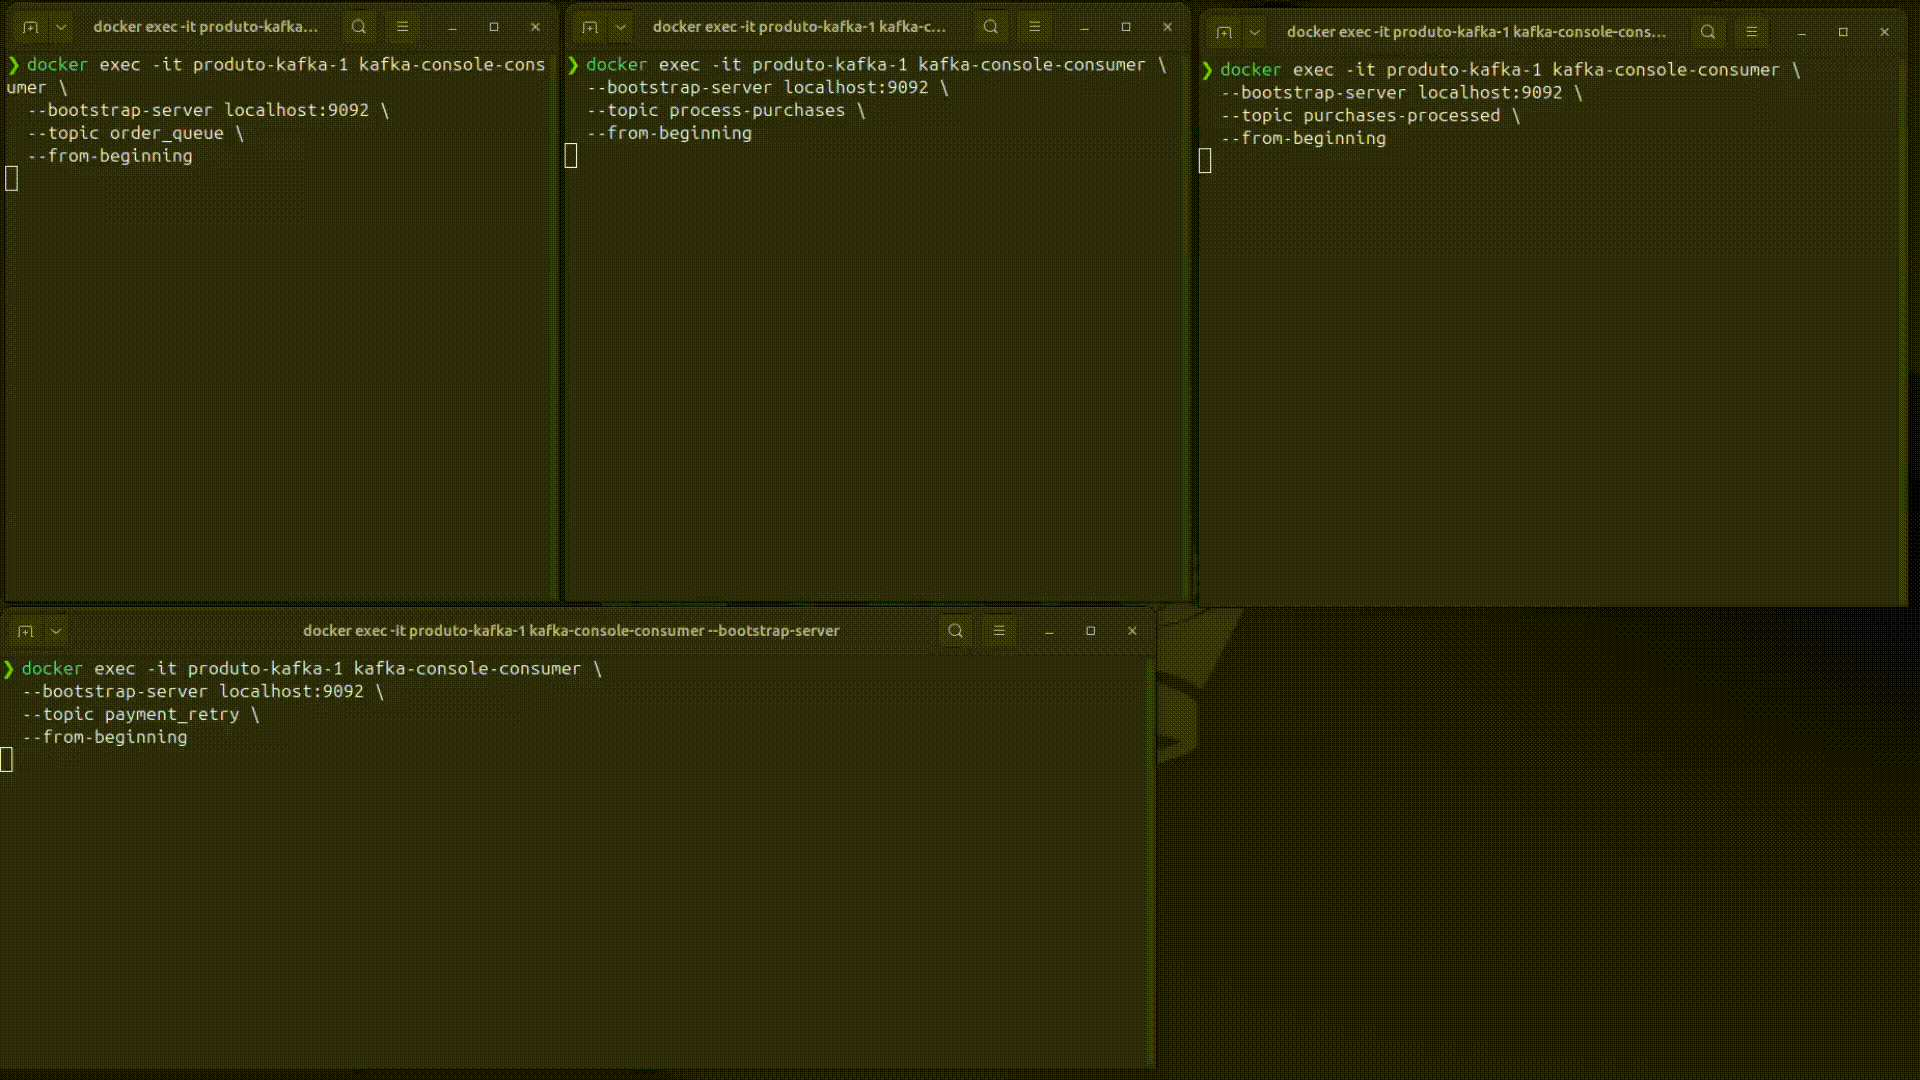 docker exec -it produto-kafka...
❯ docker exec -it produto-kafka-1 kafka-console-cons
umer \
--bootstrap-server localhost:9092 \
--topic order_queue \
--from-beginning
docker exec -it produto-kafka-1 kafka-c...
❯ docker exec -it produto-kafka-1 kafka-console-consumer \
--bootstrap-server localhost:9092 \
--topic process-purchases \
--from-beginning
docker exec -it produto-kafka-1 kafka-console-cons...
❯ docker exec -it produto-kafka-1 kafka-console-consumer \
--bootstrap-server localhost:9092 \
--topic purchases-processed \
--from-beginning
docker exec -it produto-kafka-1 kafka-console-consumer --bootstrap-server
❯ docker exec -it produto-kafka-1 kafka-console-consumer \
--bootstrap-server localhost:9092 \
--topic payment_retry \
--from-beginning